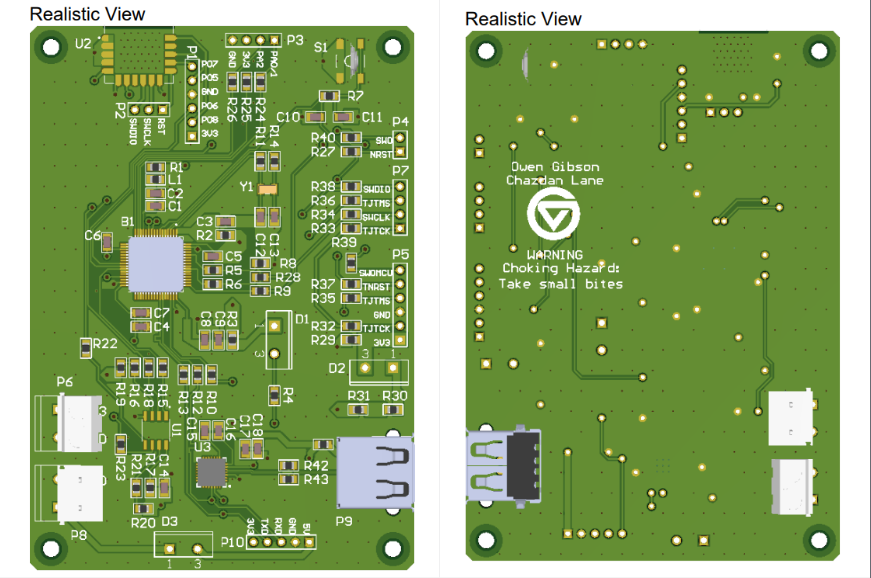 Realistic View
U2
P1
P07
P05
GND
P06
P08
3V3
P3
GND
3V3
PA2
PA0/1
S1
P2
SWDIO
SWCLK
RST
R26
R25
R24
R7
C10
C11
P4
R40
SWO
R27
NRST
R11
R14
R1
L1
C2
C1
Y1
P7
R38
SWDIO
R36
TJTMS
R34
SWCLK
R33
TJTCK
R39
B1
C3
R2
C6
C12
C13
C5
R5
R6
R8
R28
R9
P5
SWDMCU
R37
TNRST
R35
TJTMS
GND
R32
TJTCK
R29
3V3
C7
C4
C8
C9
R3
D1
1
3
R22
D2
3
1
R19
R16
R18
R15
R13
R12
R10
R4
R31
R30
P6
U1
C15
C16
C17
C18
R23
R21
R17
C14
U3
R42
R43
R20
P8
D3
1
3
P10
3V3
TXD
RXD
GND
5V
P9
Realistic View
Owen Gibson
Chazdan Lane
WARNING
Choking Hazard:
Take small bites